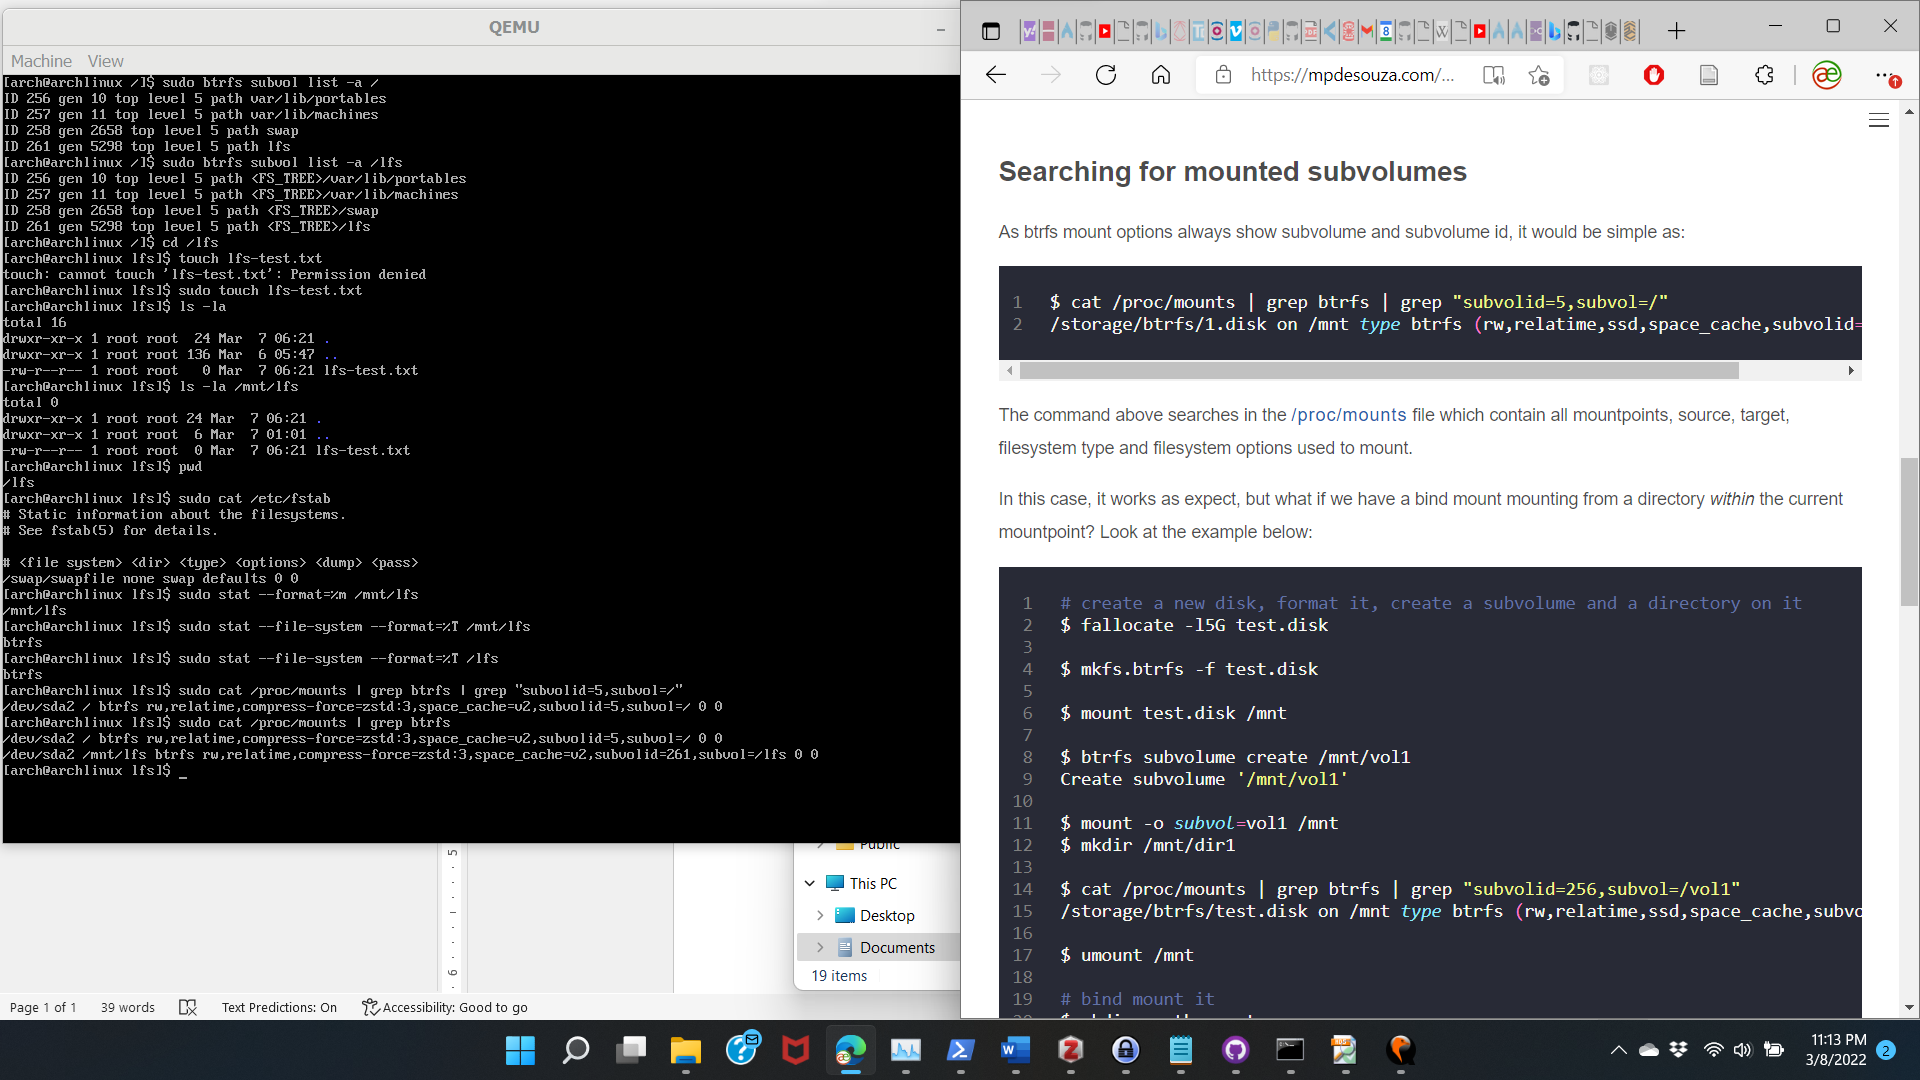 QEMU
Machine View
[arch@archlinux /]$ sudo btrfs subvol list -a /
ID 256 gen 10 top level 5 path var/lib/portables
ID 257 gen 11 top level 5 path var/lib/machines
ID 258 gen 2658 top level 5 path swap
ID 261 gen 5298 top level 5 path lfs
[arch@archlinux /]$ sudo btrfs subvol list -a /lfs
ID 256 gen 10 top level 5 path <FS_TREE>/var/lib/portables
ID 257 gen 11 top level 5 path <FS_TREE>/var/lib/machines
ID 258 gen 2658 top level 5 path <FS_TREE>/swap
ID 261 gen 5298 top level 5 path <FS_TREE>/lfs
[arch@archlinux /]$ cd /lfs
[arch@archlinux lfs]$ touch lfs-test.txt
touch: cannot touch 'lfs-test.txt': Permission denied
[arch@archlinux lfs]$ sudo touch lfs-test.txt
[arch@archlinux lfs]$ ls -la
total 16
drwxr-xr-x 1 root root  24 Mar  7 06:21 .
drwxr-xr-x 1 root root 136 Mar  6 05:47 ..
-rw-r--r-- 1 root root   0 Mar  7 06:21 lfs-test.txt
[arch@archlinux lfs]$ ls -la /mnt/lfs
total 0
drwxr-xr-x 1 root root 24 Mar  7 06:21 .
drwxr-xr-x 1 root root  6 Mar  7 01:01 ..
-rw-r--r-- 1 root root  0 Mar  7 06:21 lfs-test.txt
[arch@archlinux lfs]$ pwd
/lfs
[arch@archlinux lfs]$ sudo cat /etc/fstab
# Static information about the filesystems.
# See fstab(5) for details.
# <file system> <dir> <type> <options> <dump> <pass>
/swap/swapfile none swap defaults 0 0
[arch@archlinux lfs]$ sudo stat --format=%m /mnt/lfs
/mnt/lfs
[arch@archlinux lfs]$ sudo stat --file-system --format=%T /mnt/lfs
btrfs
[arch@archlinux lfs]$ sudo stat --file-system --format=%T /lfs
btrfs
[arch@archlinux lfs]$ sudo cat /proc/mounts | grep btrfs | grep "subvolid=5,subvol=/"
/dev/sda2 / btrfs rw,relatime,compress-force=zstd:3,space_cache=v2,subvolid=5,subvol=/ 0 0
[arch@archlinux lfs]$ sudo cat /proc/mounts | grep btrfs
/dev/sda2 / btrfs rw,relatime,compress-force=zstd:3,space_cache=v2,subvolid=5,subvol=/ 0 0
/dev/sda2 /mnt/lfs btrfs rw,relatime,compress-force=zstd:3,space_cache=v2,subvolid=261,subvol=/lfs 0 0
[arch@archlinux lfs]$ _
5
6
Public
This PC
Desktop
Documents
19 items
Page 1 of 1 39 words Text Predictions: On Accessibility: Good to go
https://mpdesouza.com/...
Searching for mounted subvolumes
As btrfs mount options always show subvolume and subvolume id, it would be simple as:
1 $ cat /proc/mounts | grep btrfs | grep "subvolid=5,subvol=/"
2 /storage/btrfs/1.disk on /mnt type btrfs (rw,relatime,ssd,space_cache,subvolid=
The command above searches in the /proc/mounts file which contain all mountpoints, source, target,
filesystem type and filesystem options used to mount.
In this case, it works as expect, but what if we have a bind mount mounting from a directory within the current
mountpoint? Look at the example below:
1 # create a new disk, format it, create a subvolume and a directory on it
2 $ fallocate -l5G test.disk
3
4 $ mkfs.btrfs -f test.disk
5
6 $ mount test.disk /mnt
7
8 $ btrfs subvolume create /mnt/vol1
9 Create subvolume '/mnt/vol1'
10
11 $ mount -o subvol=vol1 /mnt
12 $ mkdir /mnt/dir1
13
14 $ cat /proc/mounts | grep btrfs | grep "subvolid=256,subvol=/vol1"
15 /storage/btrfs/test.disk on /mnt type btrfs (rw,relatime,ssd,space_cache,subvo
16
17 $ umount /mnt
18
19 # bind mount it
11:13 PM
3/8/2022
2